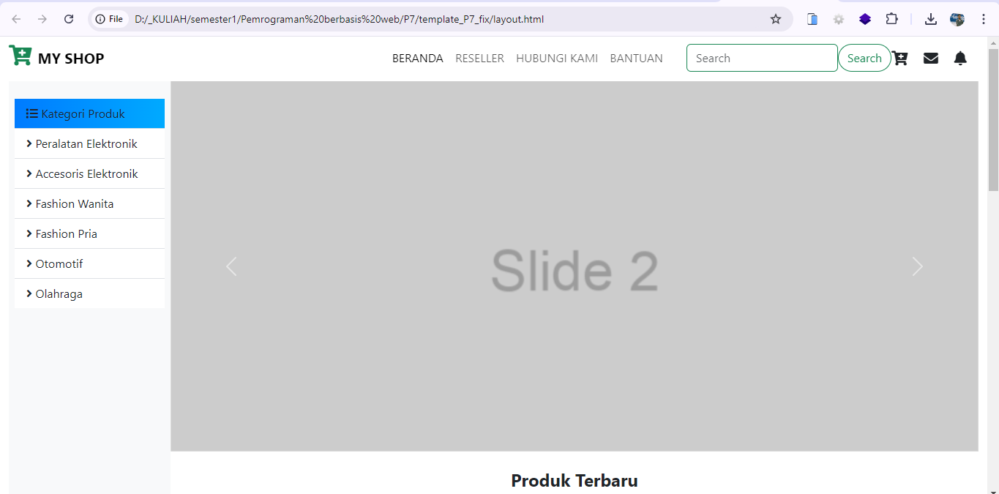 File D:/_KULIAH/semester1/Pemrograman%20berbasis%20web/P7/template_P7_fix/layout.html
MY SHOP BERANDA RESELLER HUBUNGI KAMI BANTUAN Search Search
Kategori Produk
Peralatan Elektronik
Accesoris Elektronik
Fashion Wanita
Fashion Pria
Otomotif
Olahraga
Slide 2
Produk Terbaru